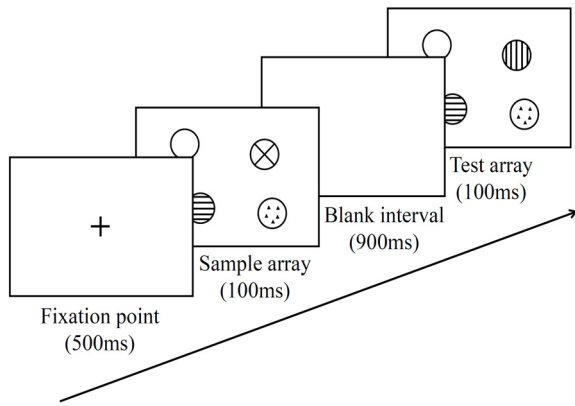 Fixation point
(500ms)
Sample array
(100ms)
Blank interval
(900ms)
Test array
(100ms)